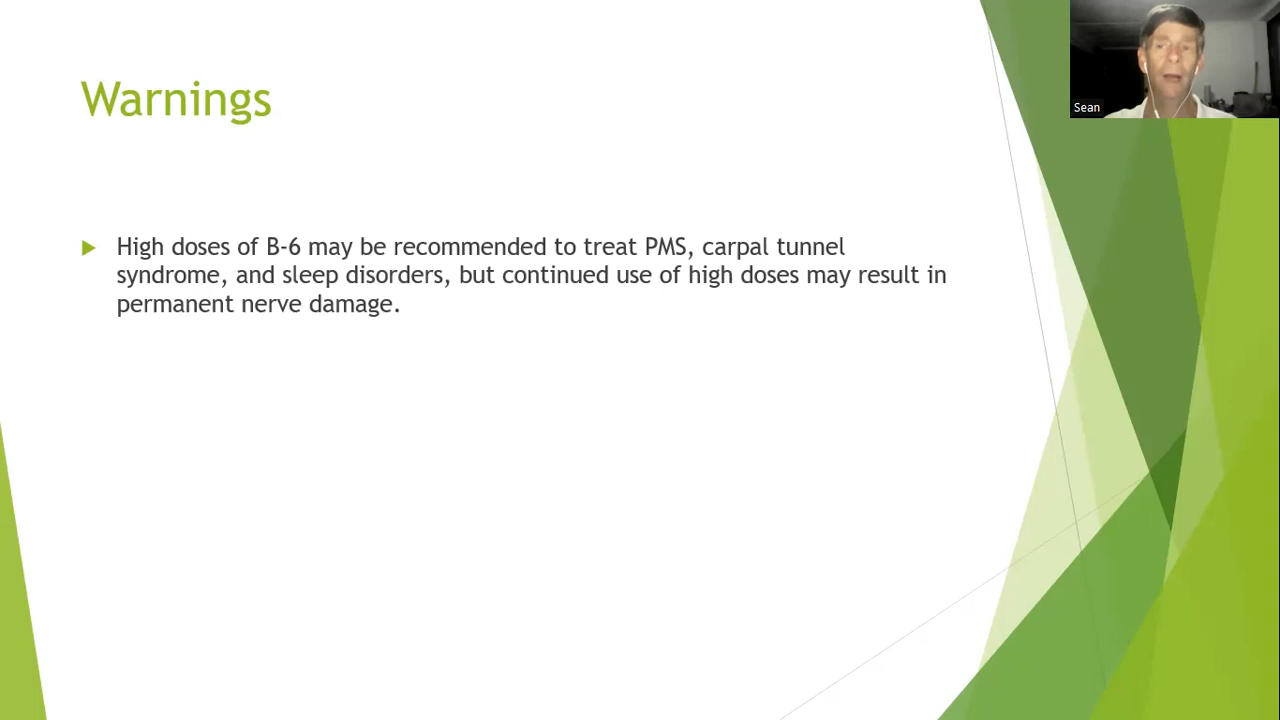 Warnings
Sean
High doses of B-6 may be recommended to treat PMS, carpal tunnel
syndrome, and sleep disorders, but continued use of high doses may result in
permanent nerve damage.